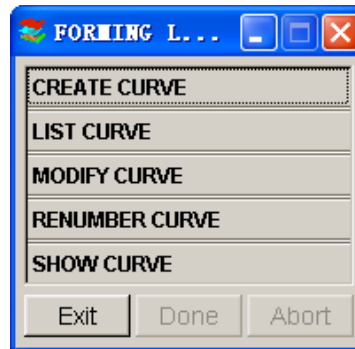 FORMING L...
CREATE CURVE
LIST CURVE
MODIFY CURVE
RENUMBER CURVE
SHOW CURVE
Exit Done Abort